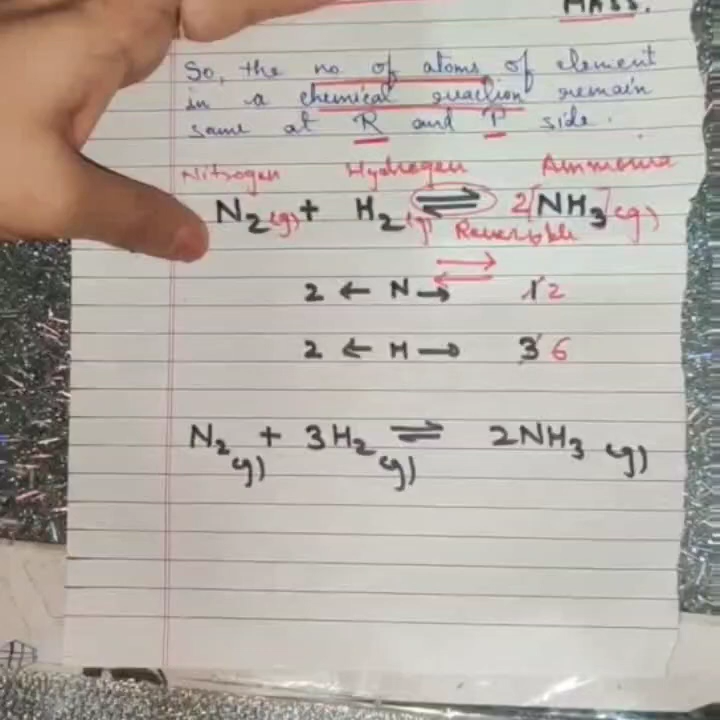 MASS.
So, the no of atoms of element
in a chemical reaction remain
same at R and P side.
Nitrogen Hydrogen Ammonia
N₂(g) + H₂(g) ⇌ 2[NH₃](g)
Reversible
2 ← N → 1 2
2 ← H → 3 6
N₂(g) + 3H₂(g) ⇌ 2NH₃(g)